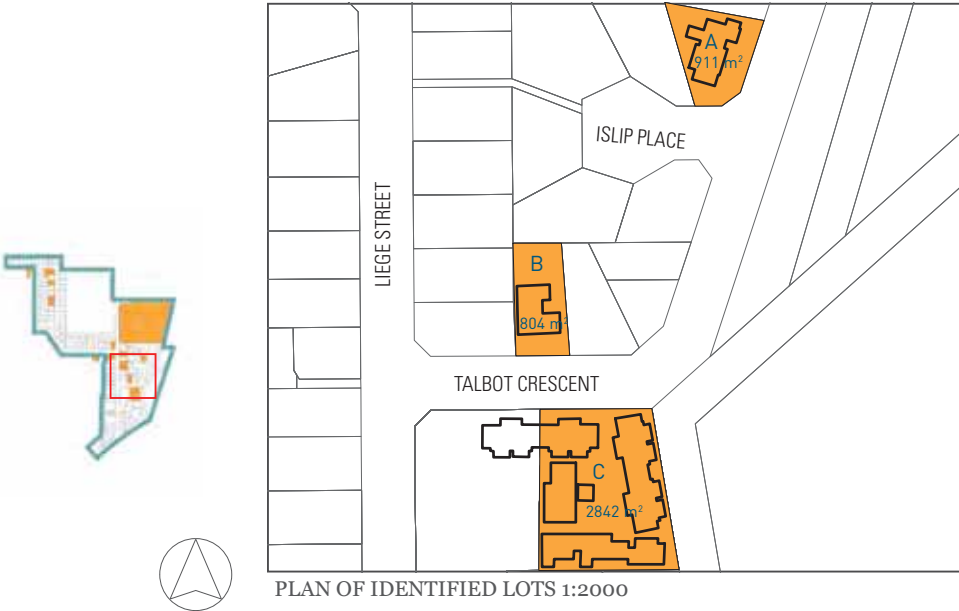 A
911 m²
ISLIP PLACE
LIEGE STREET
B
804 m²
TALBOT CRESCENT
C
2842 m²
PLAN OF IDENTIFIED LOTS 1:2000